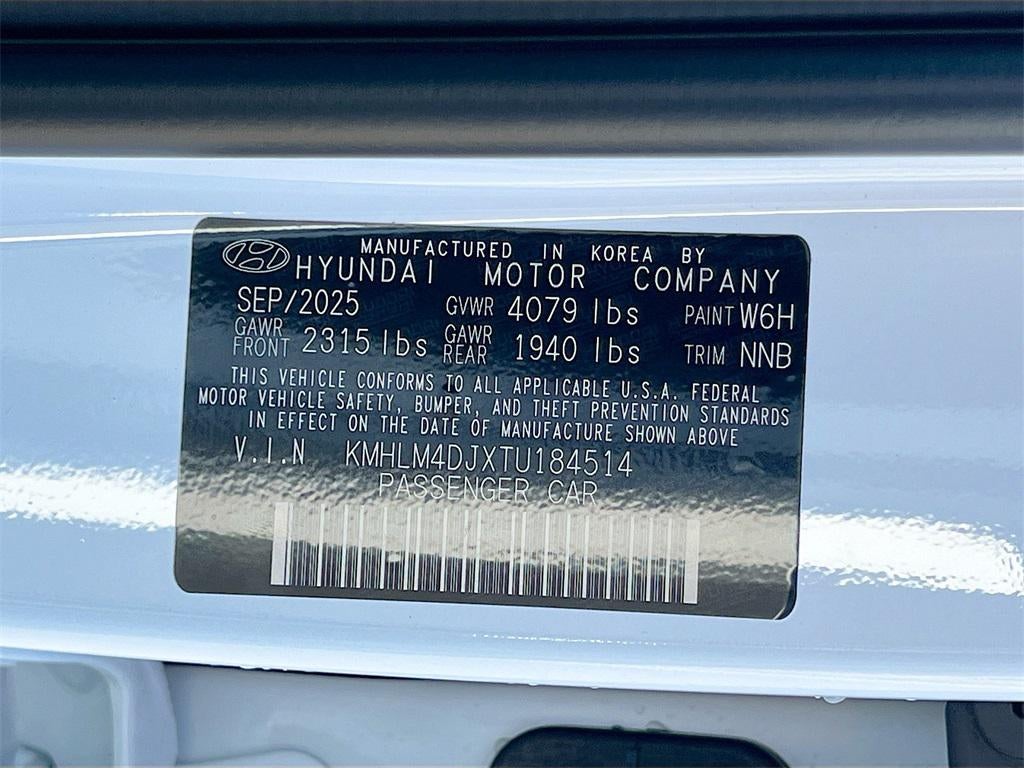 MANUFACTURED IN KOREA BY
HYUNDAI MOTOR COMPANY
SEP/2025 GVWR 4079 lbs PAINT W6H
GAWR FRONT 2315 lbs GAWR REAR 1940 lbs TRIM NNB
THIS VEHICLE CONFORMS TO ALL APPLICABLE U.S.A. FEDERAL
MOTOR VEHICLE SAFETY, BUMPER, AND THEFT PREVENTION STANDARDS
IN EFFECT ON THE DATE OF MANUFACTURE SHOWN ABOVE
V.I.N KMHLM4DJXTU184514
PASSENGER CAR